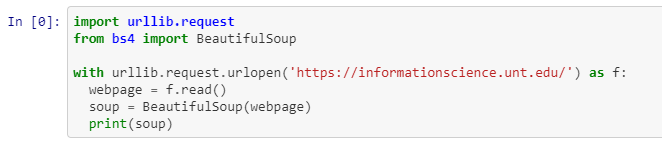 In [0]:
import urllib.request
from bs4 import BeautifulSoup

with urllib.request.urlopen('https://informationscience.unt.edu/') as f:
  webpage = f.read()
  soup = BeautifulSoup(webpage)
  print(soup)